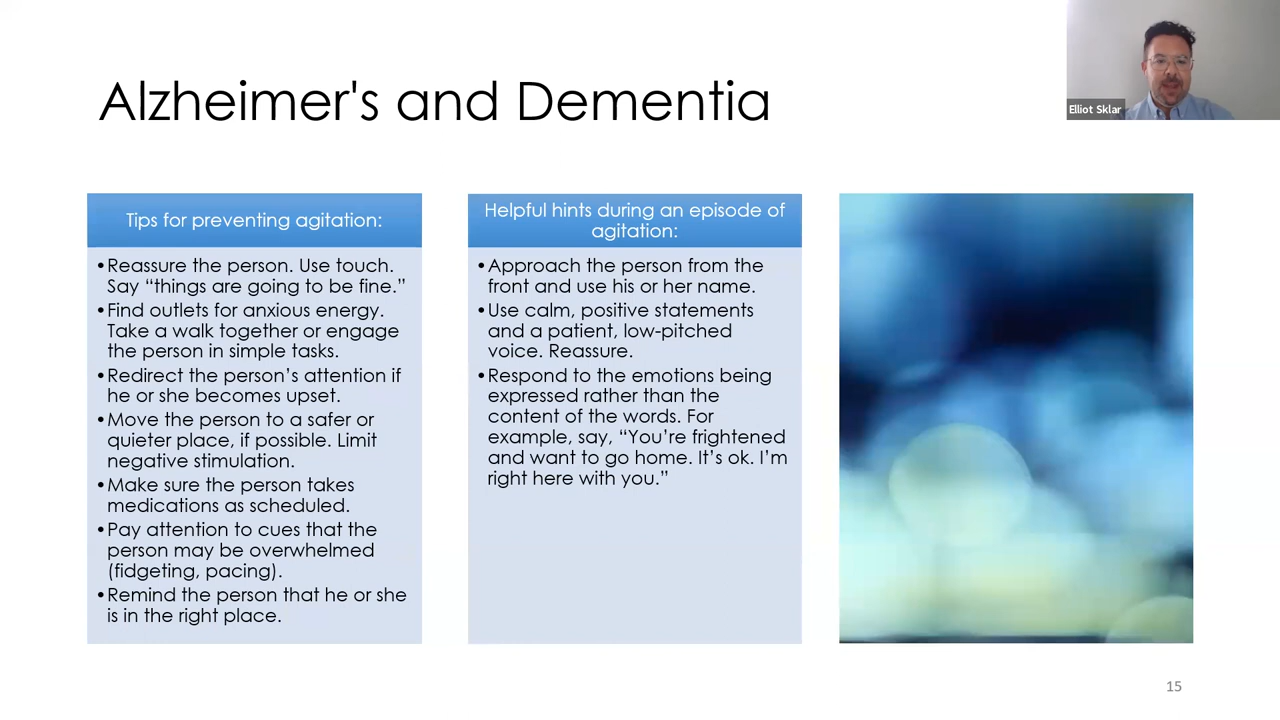 Alzheimer's and Dementia
Elliot Sklar
Tips for preventing agitation:
•Reassure the person. Use touch.
Say “things are going to be fine.”
•Find outlets for anxious energy.
Take a walk together or engage
the person in simple tasks.
•Redirect the person’s attention if
he or she becomes upset.
•Move the person to a safer or
quieter place, if possible. Limit
negative stimulation.
•Make sure the person takes
medications as scheduled.
•Pay attention to cues that the
person may be overwhelmed
(fidgeting, pacing).
•Remind the person that he or she
is in the right place.
Helpful hints during an episode of
agitation:
•Approach the person from the
front and use his or her name.
•Use calm, positive statements
and a patient, low-pitched
voice. Reassure.
•Respond to the emotions being
expressed rather than the
content of the words. For
example, say, “You’re frightened
and want to go home. It’s ok. I’m
right here with you.”
15